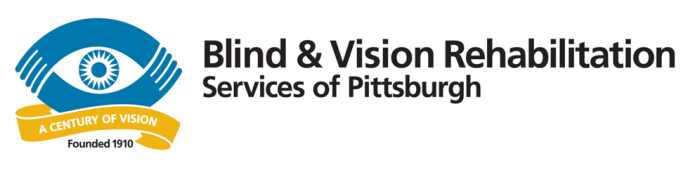 Blind & Vision Rehabilitation
Services of Pittsburgh
A CENTURY OF VISION
Founded 1910